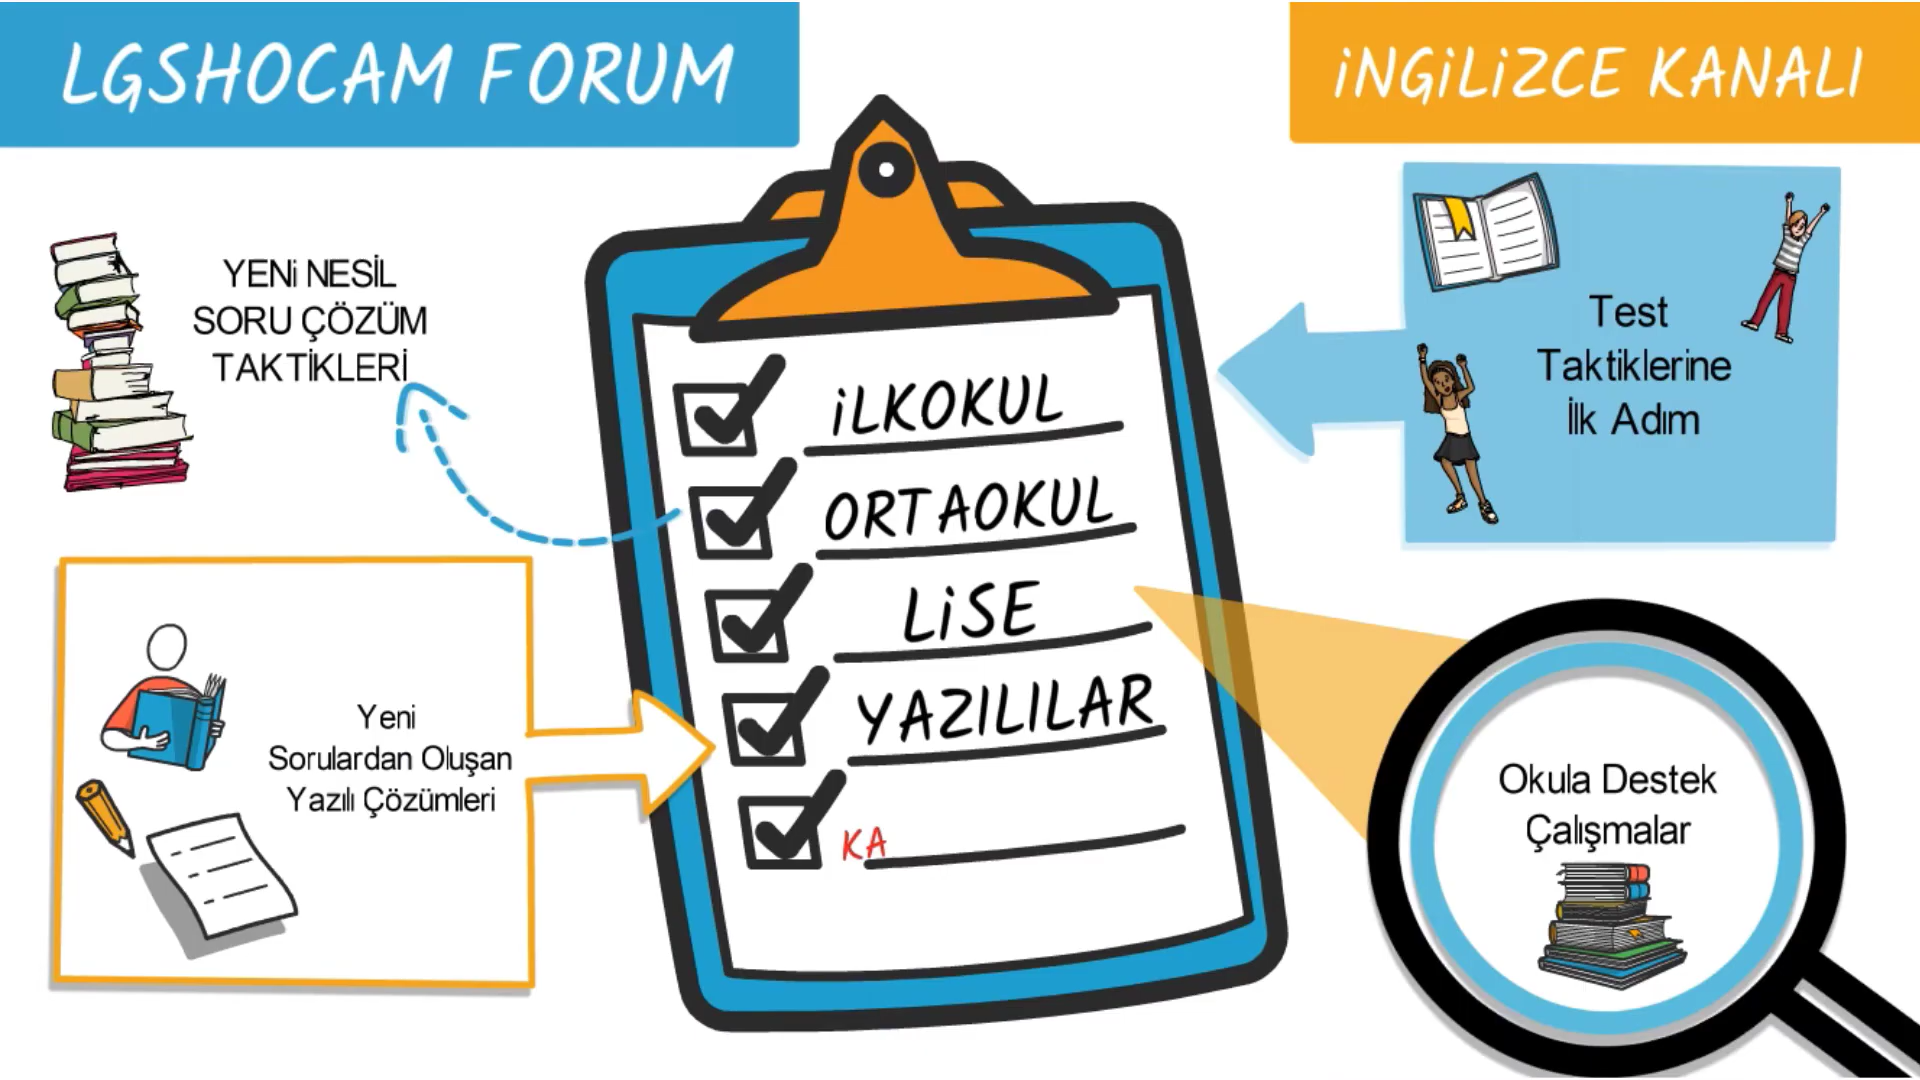 LGSHOCAM FORUM
İNGİLİZCE KANALI
YENİ NESİL
SORU ÇÖZÜM
TAKTİKLERİ
Test
Taktiklerine
İlk Adım
İLKOKUL
ORTAOKUL
LİSE
YAZILILAR
KA
Yeni
Sorulardan Oluşan
Yazılı Çözümleri
Okula Destek
Çalışmalar